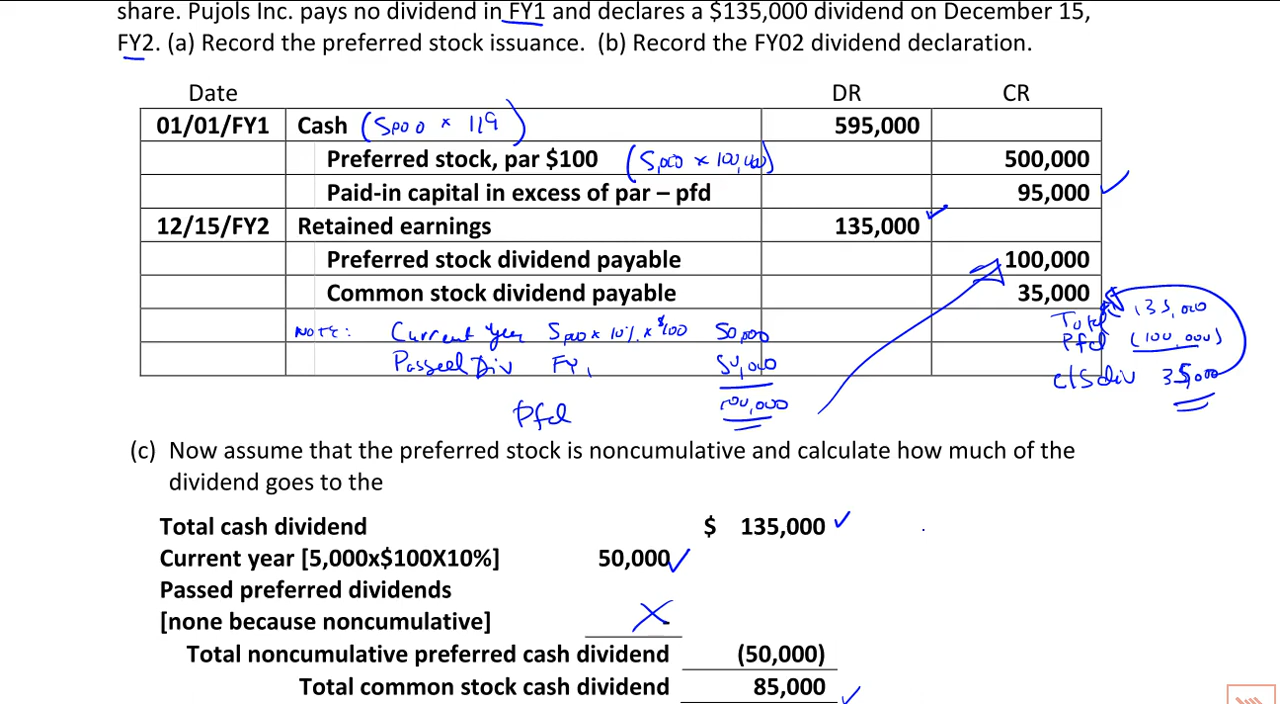 share. Pujols Inc. pays no dividend in FY1 and declares a $135,000 dividend on December 15,
FY2. (a) Record the preferred stock issuance. (b) Record the FY02 dividend declaration.
Date DR CR
01/01/FY1 Cash (5,000 × 119) 595,000
Preferred stock, par $100 (5,000 × 100,000) 500,000
Paid-in capital in excess of par – pfd 95,000
12/15/FY2 Retained earnings 135,000
Preferred stock dividend payable 100,000
Common stock dividend payable 35,000
Total 135,000
NOTE: Current year 5,000 × 10% × $100 50,000
Pfd (100,000)
Passed Div FY1 50,000
c/s div 35,000
100,000
Pfd
(c) Now assume that the preferred stock is noncumulative and calculate how much of the
dividend goes to the
Total cash dividend $ 135,000
Current year [5,000x$100X10%] 50,000
Passed preferred dividends
[none because noncumulative] X
Total noncumulative preferred cash dividend (50,000)
Total common stock cash dividend 85,000